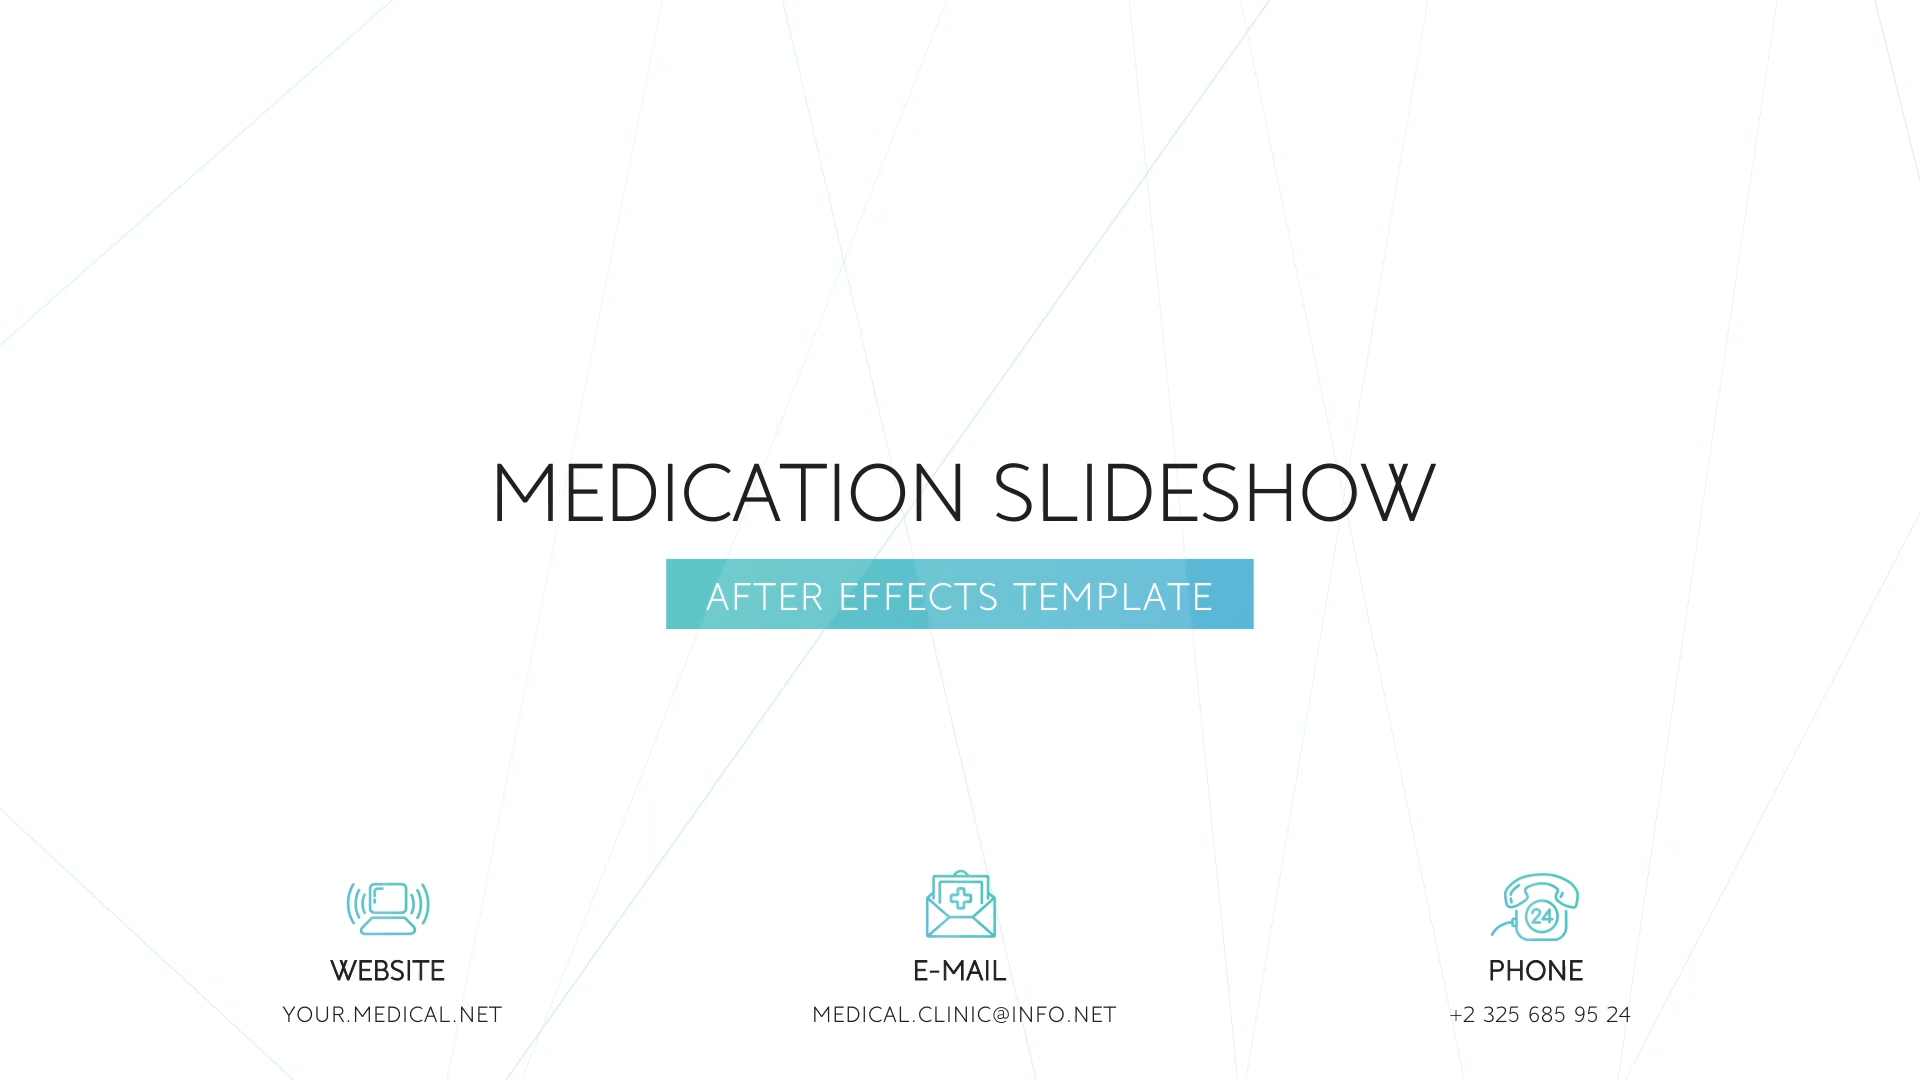 MEDICATION SLIDESHOW
AFTER EFFECTS TEMPLATE
24
WEBSITE
E-MAIL
PHONE
YOUR.MEDICAL.NET
MEDICAL.CLINIC@INFO.NET
+2 325 685 95 24